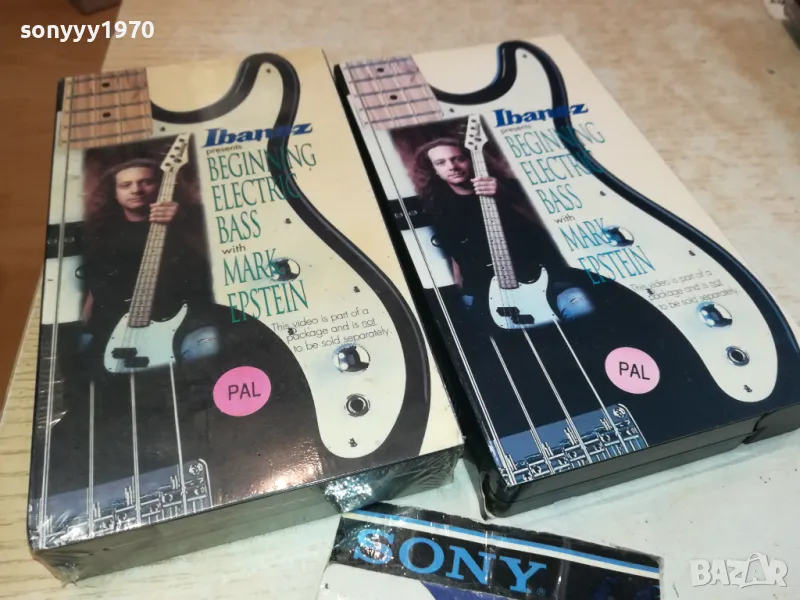 sonyyy1970
Ibanez
presents
BEGINNING
ELECTRIC
BASS
with
MARK
EPSTEIN
This video is part of a
package and is not
to be sold separately.
PAL
Ibanez
presents
BEGINNING
ELECTRIC
BASS
with
MARK
EPSTEIN
This video is part of a
package and is not
to be sold separately.
PAL
SONY
BAZAR